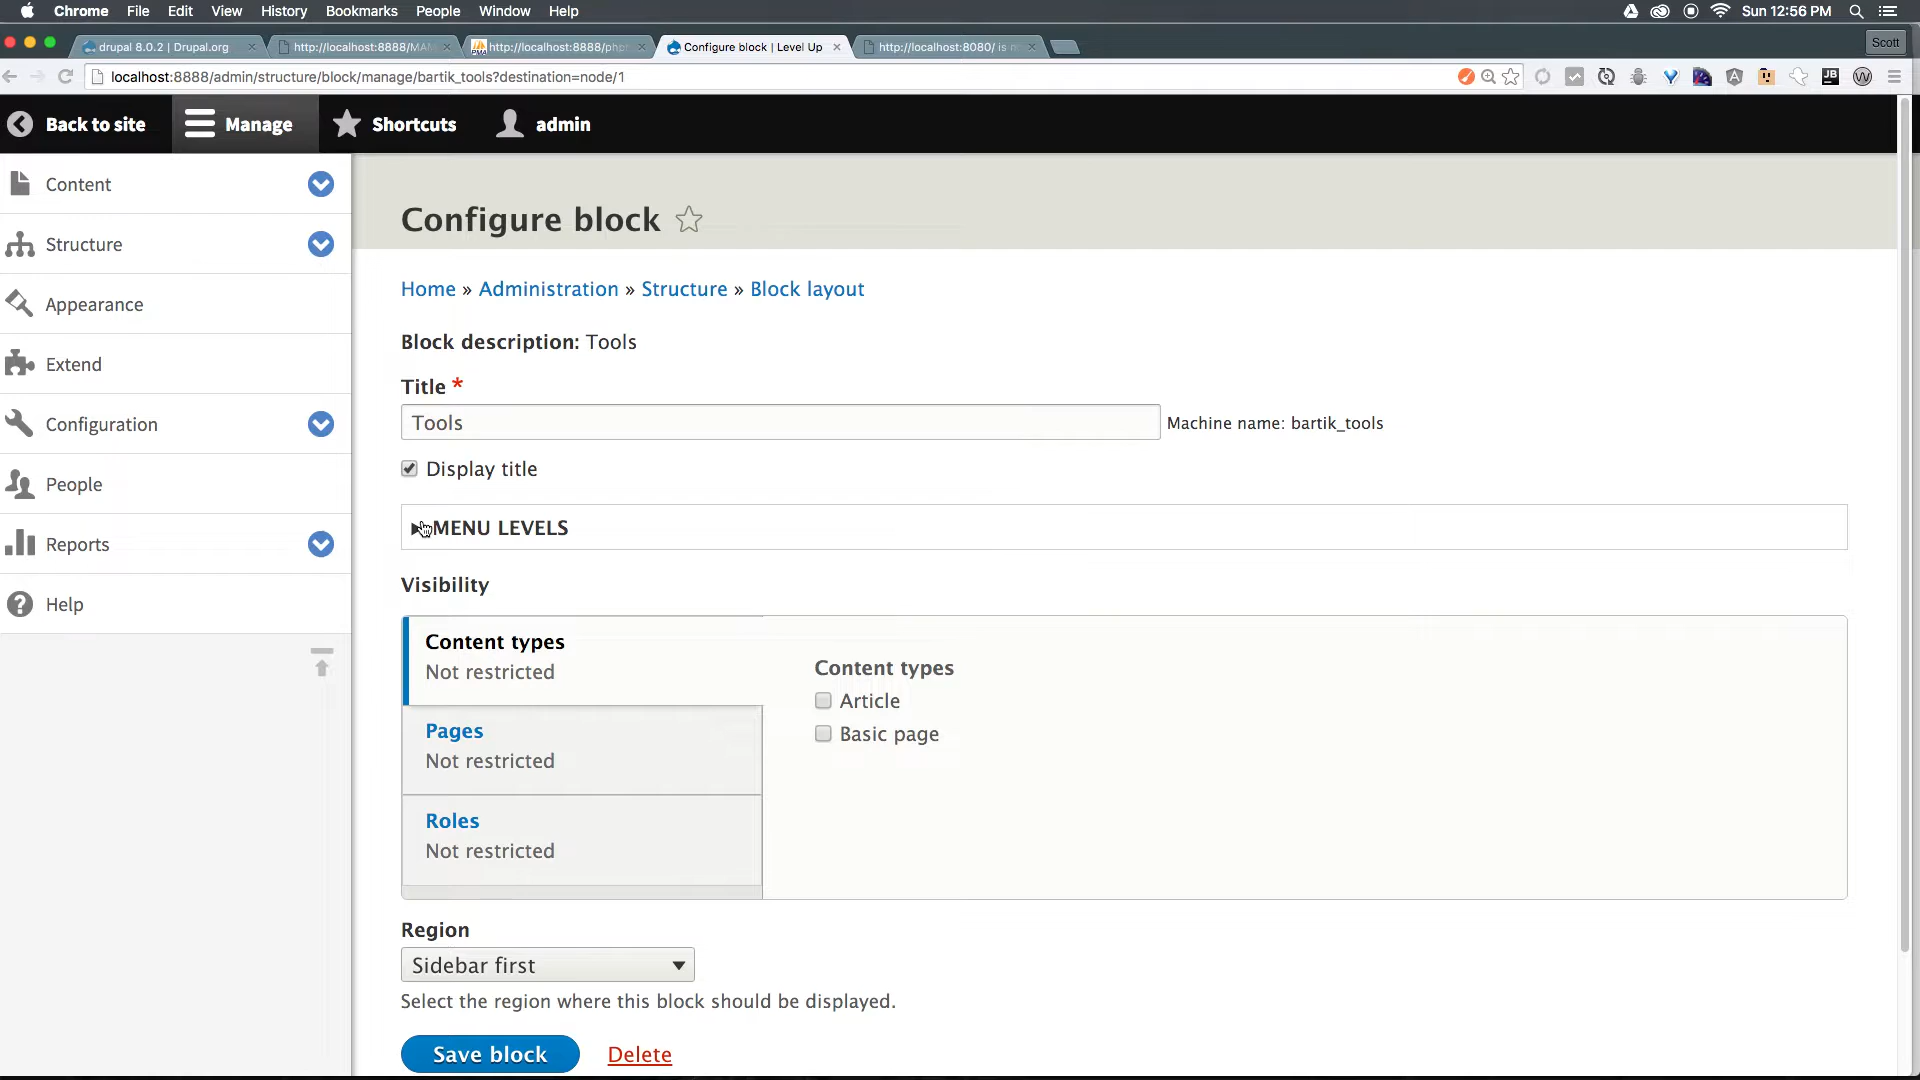 Chrome File Edit View History Bookmarks People Window Help Sun 12:56 PM
drupal 8.0.2 | Drupal.org http://localhost:8888/MAM http://localhost:8888/php Configure block | Level Up http://localhost:8080/ is n Scott
localhost:8888/admin/structure/block/manage/bartik_tools?destination=node/1
Back to site Manage Shortcuts admin
Content
Structure
Appearance
Extend
Configuration
People
Reports
Help
Configure block
Home » Administration » Structure » Block layout
Block description: Tools
Title *
Tools Machine name: bartik_tools
Display title
MENU LEVELS
Visibility
Content types
Not restricted
Pages
Not restricted
Roles
Not restricted
Content types
Article
Basic page
Region
Sidebar first
Select the region where this block should be displayed.
Save block Delete